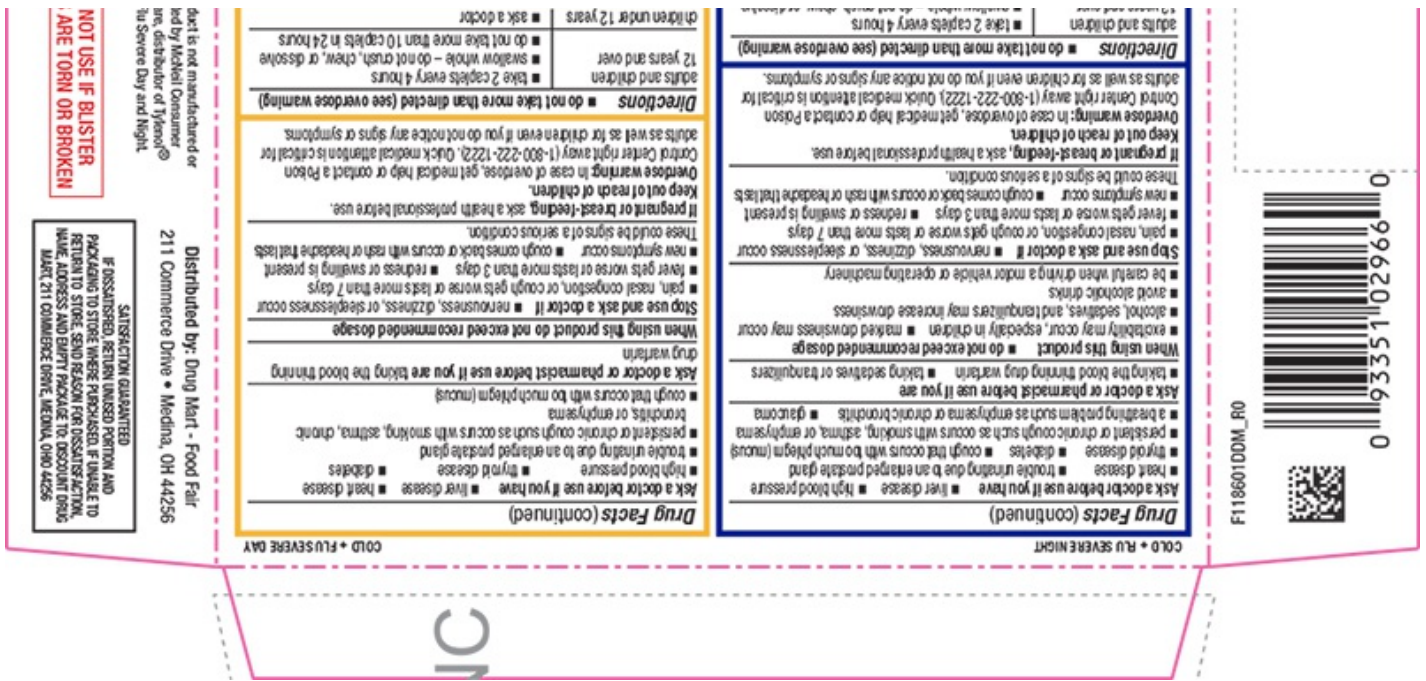 COLD + FLU SEVERE NIGHT
Drug Facts (continued)
Ask a doctor before use if you have ■ liver disease ■ high blood pressure
■ heart disease ■ trouble urinating due to an enlarged prostate gland
■ thyroid disease ■ diabetes ■ cough that occurs with too much phlegm (mucus)
■ persistent or chronic cough such as occurs with smoking, asthma, or emphysema
■ a breathing problem such as emphysema or chronic bronchitis ■ glaucoma
Ask a doctor or pharmacist before use if you are
■ taking the blood thinning drug warfarin ■ taking sedatives or tranquilizers
When using this product ■ do not exceed recommended dosage
■ excitability may occur, especially in children ■ marked drowsiness may occur
■ alcohol, sedatives, and tranquilizers may increase drowsiness
■ avoid alcoholic drinks
■ be careful when driving a motor vehicle or operating machinery
Stop use and ask a doctor if ■ nervousness, dizziness, or sleeplessness occur
■ pain, nasal congestion, or cough gets worse or lasts more than 7 days
■ fever gets worse or lasts more than 3 days ■ redness or swelling is present
■ new symptoms occur ■ cough comes back or occurs with rash or headache that lasts
These could be signs of a serious condition.
If pregnant or breast-feeding, ask a health professional before use.
Keep out of reach of children.
Overdose warning: In case of overdose, get medical help or contact a Poison
Control Center right away (1-800-222-1222). Quick medical attention is critical for
adults as well as for children even if you do not notice any signs or symptoms.
Directions ■ do not take more than directed (see overdose warning)
adults and children ■ take 2 caplets every 4 hours
COLD + FLU SEVERE DAY
Drug Facts (continued)
Ask a doctor before use if you have ■ liver disease ■ heart disease
■ high blood pressure ■ thyroid disease ■ diabetes
■ trouble urinating due to an enlarged prostate gland
■ persistent or chronic cough such as occurs with smoking, asthma, chronic
bronchitis, or emphysema
■ cough that occurs with too much phlegm (mucus)
Ask a doctor or pharmacist before use if you are taking the blood thinning
drug warfarin
When using this product do not exceed recommended dosage
Stop use and ask a doctor if ■ nervousness, dizziness, or sleeplessness occur
■ pain, nasal congestion, or cough gets worse or lasts more than 7 days
■ fever gets worse or lasts more than 3 days ■ redness or swelling is present
■ new symptoms occur ■ cough comes back or occurs with rash or headache that lasts
These could be signs of a serious condition.
If pregnant or breast-feeding, ask a health professional before use.
Keep out of reach of children.
Overdose warning: In case of overdose, get medical help or contact a Poison
Control Center right away (1-800-222-1222). Quick medical attention is critical for
adults as well as for children even if you do not notice any signs or symptoms.
Directions ■ do not take more than directed (see overdose warning)
adults and children ■ take 2 caplets every 4 hours
12 years and over ■ swallow whole – do not crush, chew, or dissolve
■ do not take more than 10 caplets in 24 hours
children under 12 years ■ ask a doctor
duct is not manufactured or
ted by McNeil Consumer
are, distributor of Tylenol®
lu Severe Day and Night.
NOT USE IF BLISTER
ARE TORN OR BROKEN
Distributed by: Drug Mart - Food Fair
211 Commerce Drive • Medina, OH 44256
SATISFACTION GUARANTEED
IF DISSATISFIED, RETURN UNUSED PORTION AND
PACKAGING TO STORE WHERE PURCHASED. IF UNABLE TO
RETURN TO STORE, SEND REASON FOR DISSATISFACTION,
NAME, ADDRESS AND EMPTY PACKAGE TO: DISCOUNT DRUG
MART, 211 COMMERCE DRIVE, MEDINA, OHIO 44256
0 93351 02966 0
F118601DDM_R0
NC